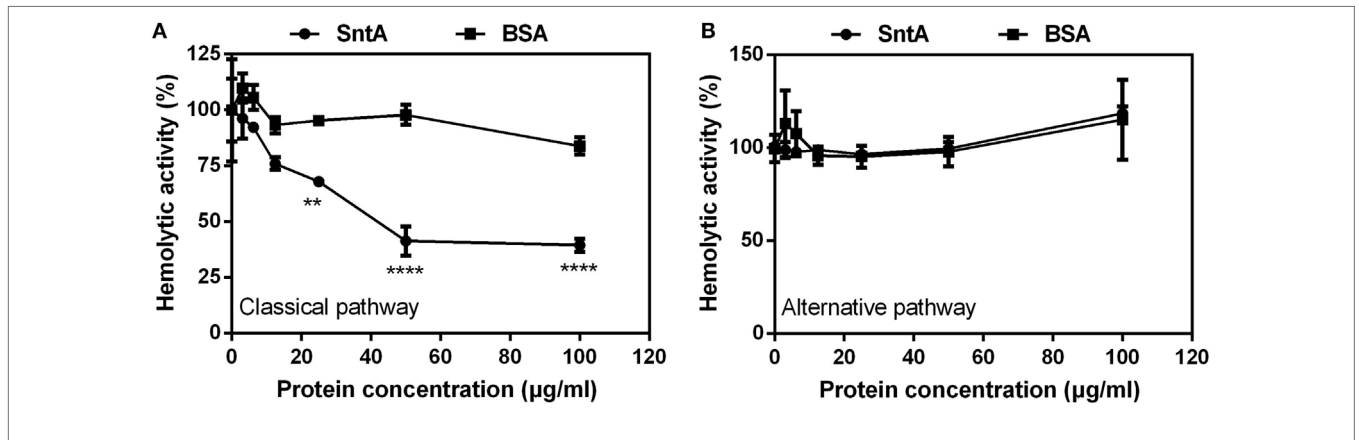 A
SntA BSA
125
100
75
50
25
0
Hemolytic activity (%)
**
****
****
Classical pathway
0 20 40 60 80 100 120
Protein concentration (µg/ml)
B
SntA BSA
150
100
50
0
Hemolytic activity (%)
Alternative pathway
0 20 40 60 80 100 120
Protein concentration (µg/ml)